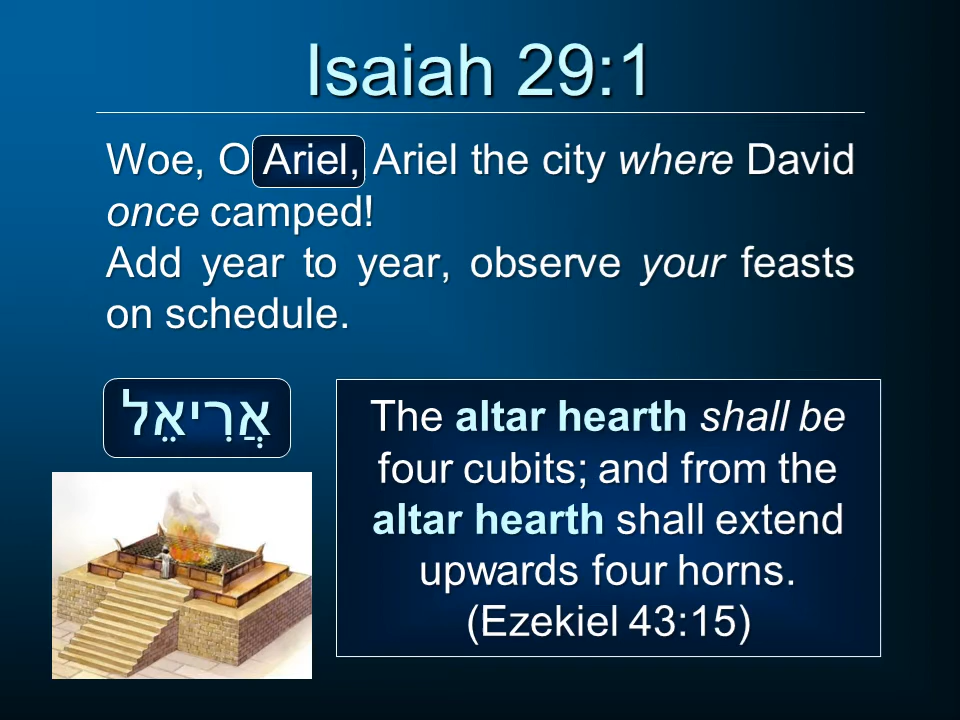 Isaiah 29:1
Woe, O Ariel, Ariel the city where David
once camped!
Add year to year, observe your feasts
on schedule.
אֲרִיאֵל
The altar hearth shall be
four cubits; and from the
altar hearth shall extend
upwards four horns.
(Ezekiel 43:15)